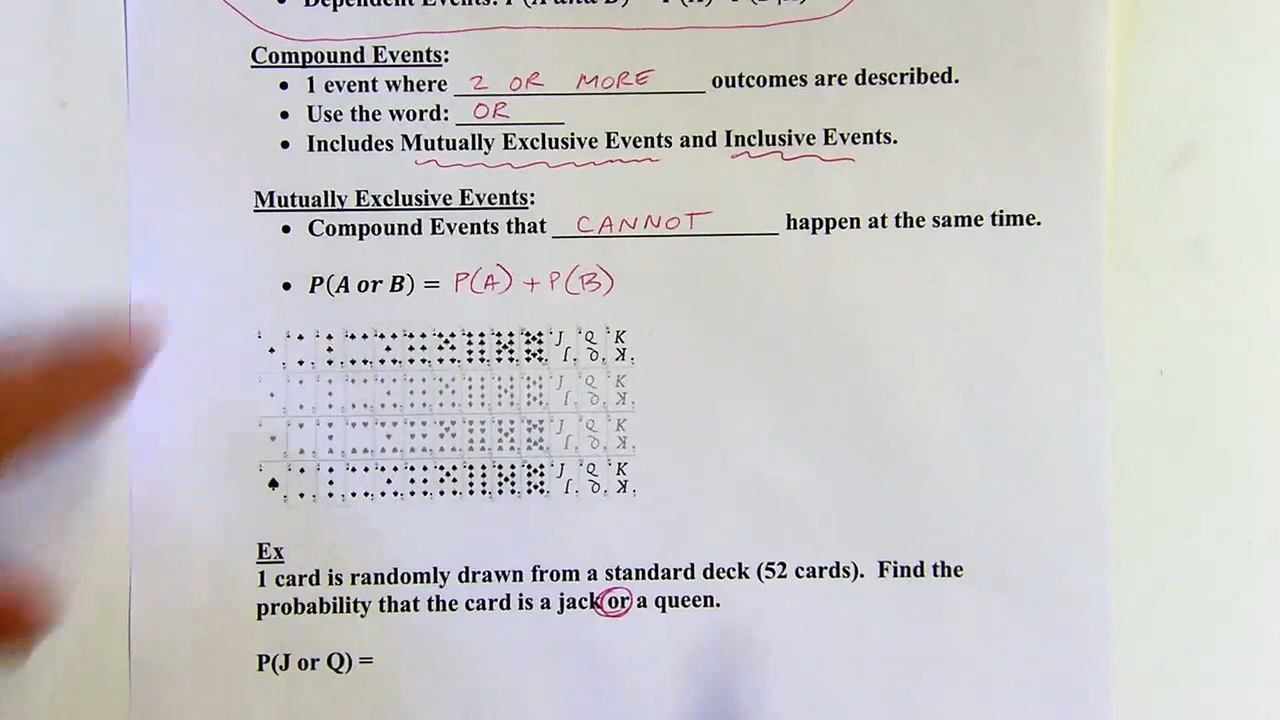 Compound Events:
• 1 event where 2 OR MORE outcomes are described.
• Use the word: OR
• Includes Mutually Exclusive Events and Inclusive Events.
Mutually Exclusive Events:
• Compound Events that CANNOT happen at the same time.
• P(A or B) = P(A) + P(B)
J Q K
J Q K
J Q K
J Q K
Ex
1 card is randomly drawn from a standard deck (52 cards). Find the
probability that the card is a jack or a queen.
P(J or Q) =